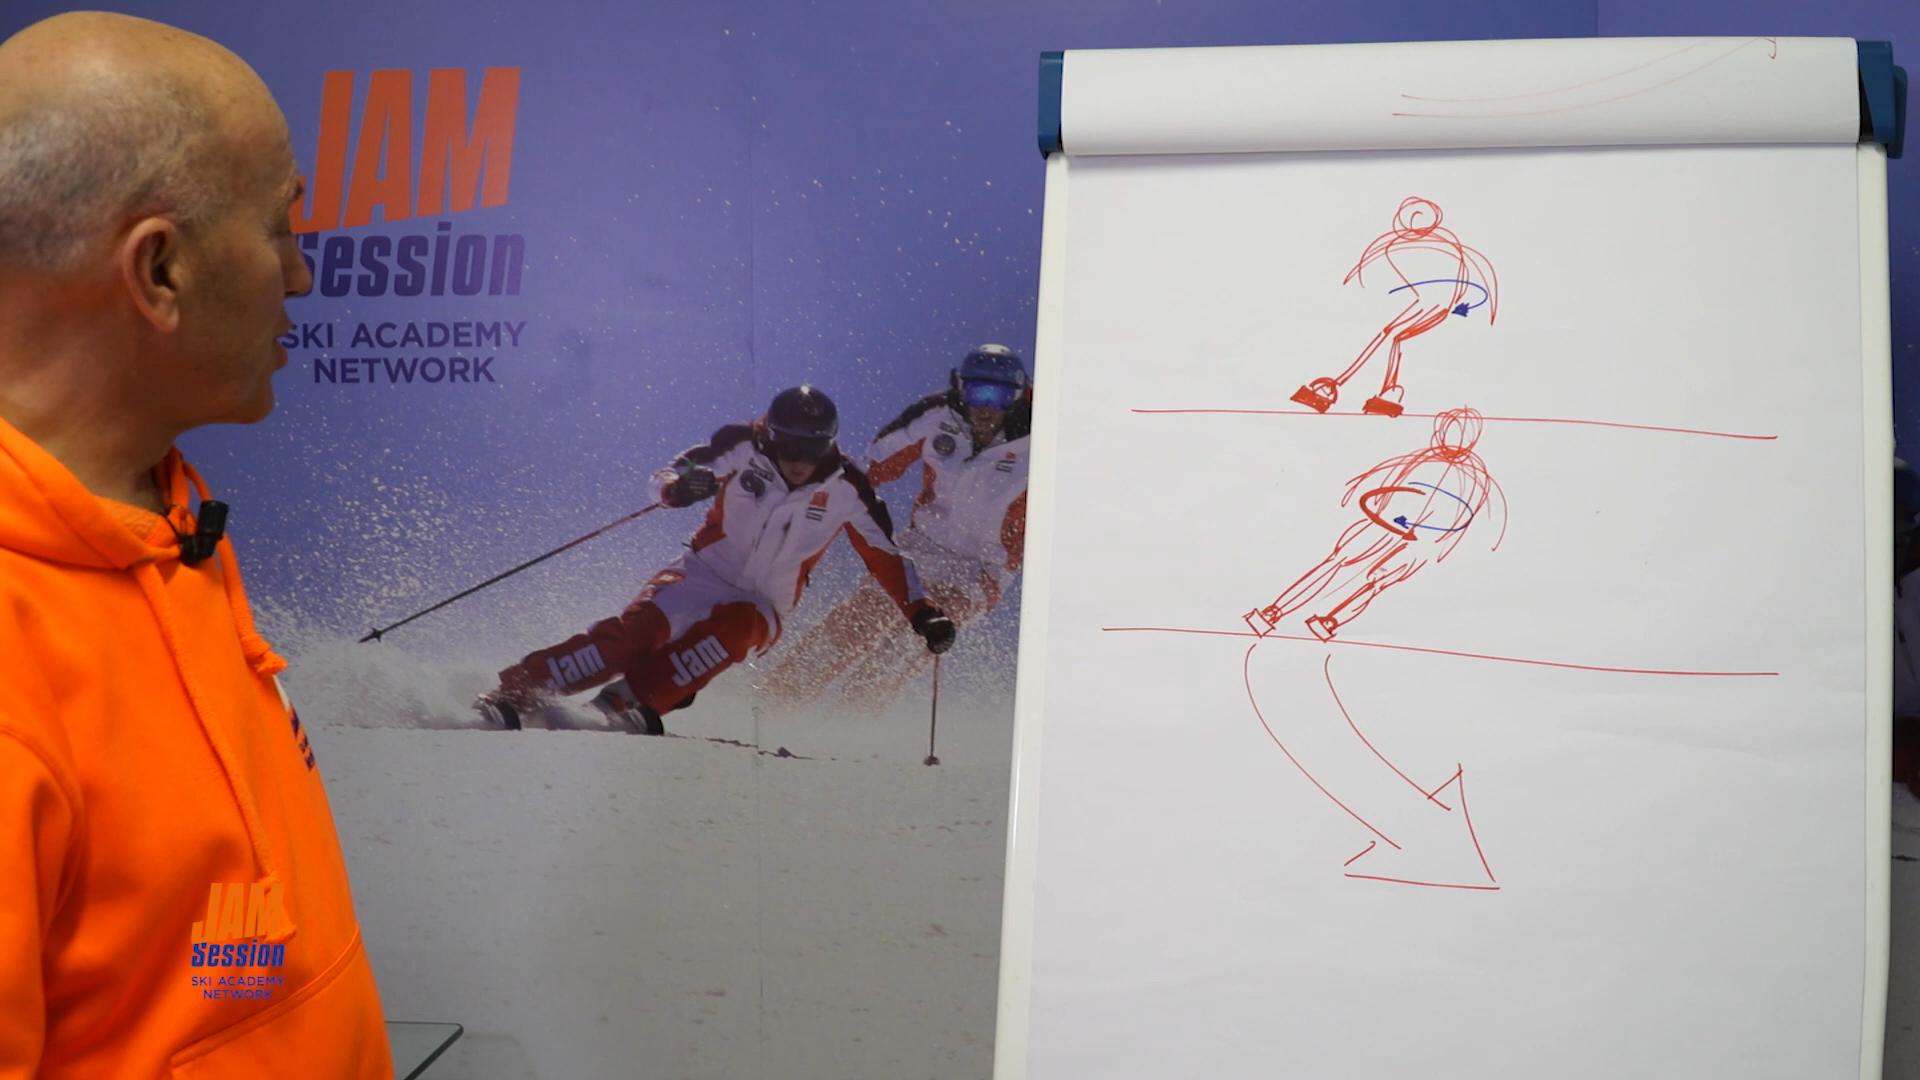 JAM
Session
SKI ACADEMY
NETWORK
Jam
Jam
JAM
Session
SKI ACADEMY
NETWORK